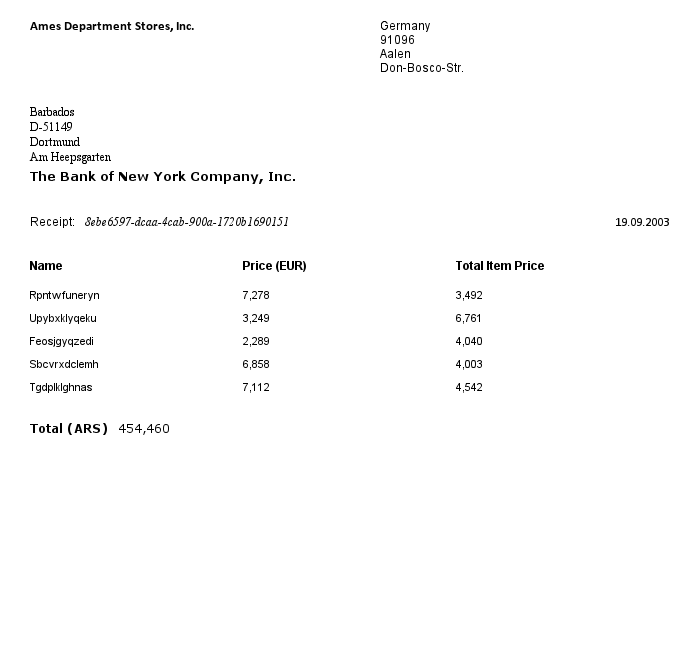 Ames Department Stores, Inc.
Germany
91096
Aalen
Don-Bosco-Str.
Barbados
D-51149
Dortmund
Am Heepsgarten
The Bank of New York Company, Inc.
Receipt: 8ebe6597-dcaa-4cab-900a-1720b1690151 19.09.2003
Name Price (EUR) Total Item Price
Rpntwfuneryn 7,278 3,492
Upybxklyqeku 3,249 6,761
Feosjgyqzedi 2,289 4,040
Sbcvrxdclemh 6,858 4,003
Tgdplklghnas 7,112 4,542
Total (ARS) 454,460